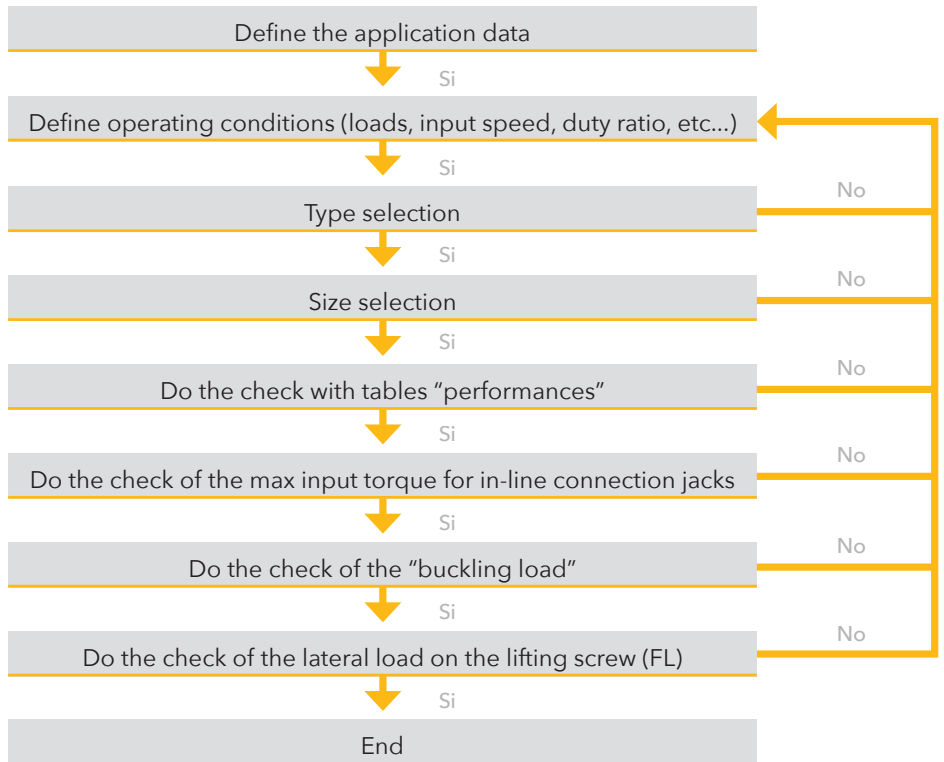 Define the application data
Si
Define operating conditions (loads, input speed, duty ratio, etc...)
Si
No
Type selection
Si
No
Size selection
Si
No
Do the check with tables “performances”
Si
No
Do the check of the max input torque for in-line connection jacks
Si
No
Do the check of the “buckling load”
Si
No
Do the check of the lateral load on the lifting screw (FL)
Si
End